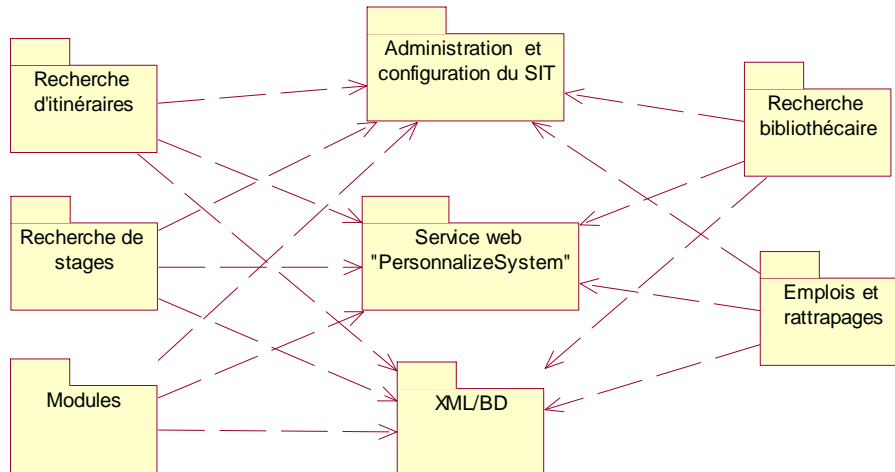 Administration et
configuration du SIT
Recherche
d'itinéraires
Recherche
bibliothécaire
Recherche de
stages
Service web
"PersonnalizeSystem"
Emplois et
rattrapages
Modules
XML/BD